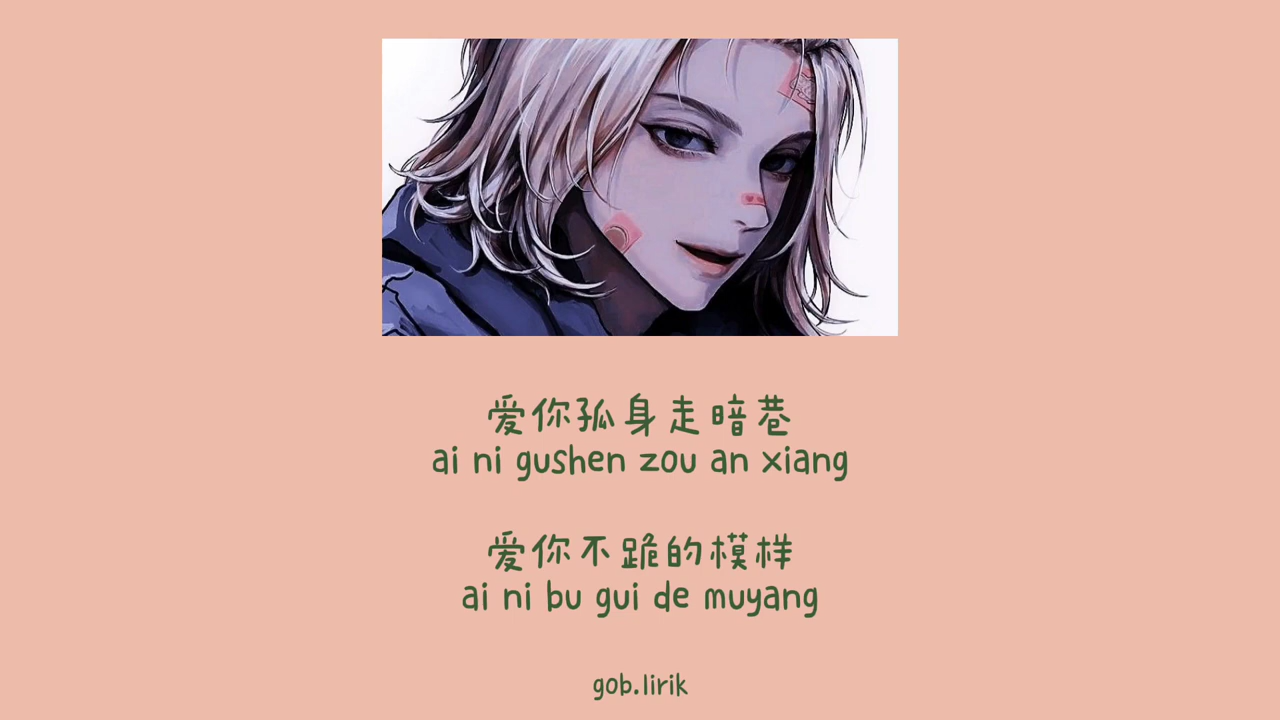 爱你孤身走暗巷
ai ni gushen zou an xiang
爱你不跪的模样
ai ni bu gui de muyang
gob.lirik